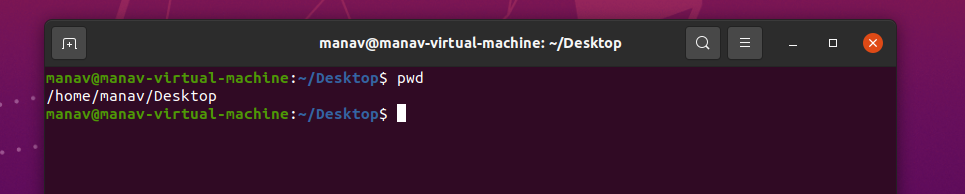 manav@manav-virtual-machine: ~/Desktop
manav@manav-virtual-machine:~/Desktop$ pwd
/home/manav/Desktop
manav@manav-virtual-machine:~/Desktop$